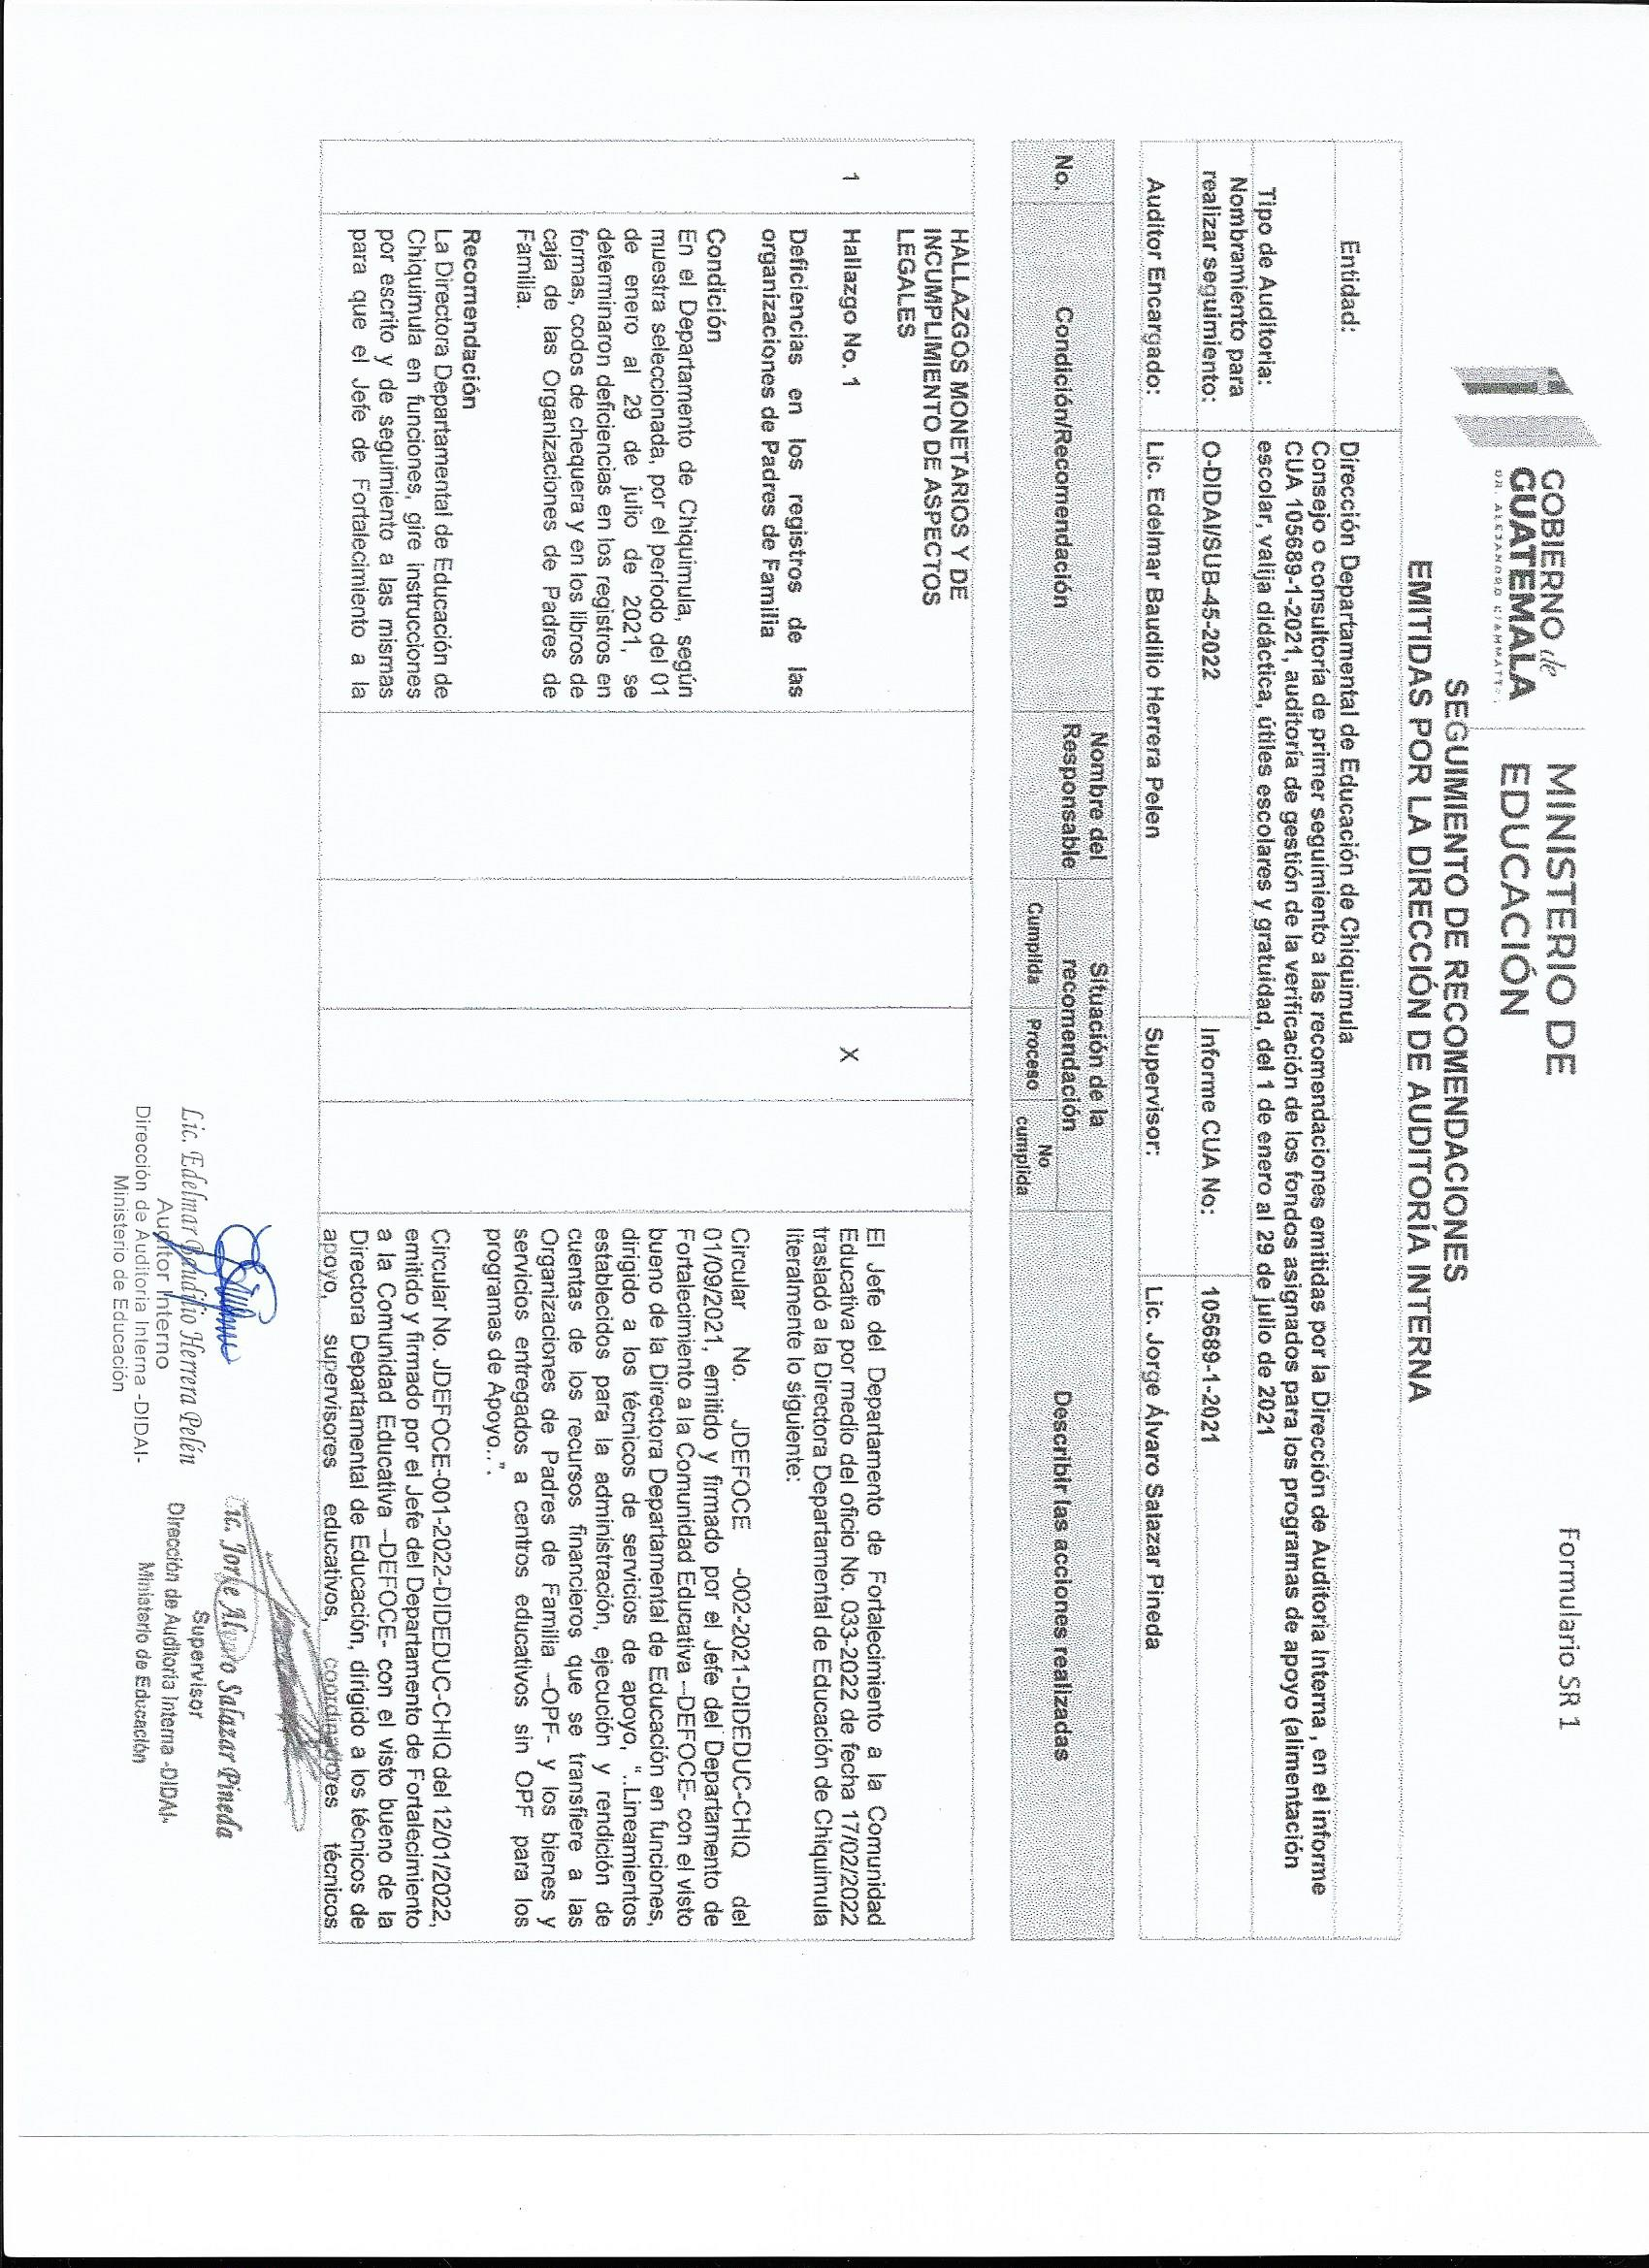 GOBIERNO de
GUATEMALA
DR. ALEJANDRO GIAMMATTEI
MINISTERIO DE
EDUCACIÓN
Formulario SR 1
SEGUIMIENTO DE RECOMENDACIONES
EMITIDAS POR LA DIRECCIÓN DE AUDITORÍA INTERNA
Entidad: Dirección Departamental de Educación de Chiquimula
Tipo de Auditoria:
Consejo o consultoría de primer seguimiento a las recomendaciones emitidas por la Dirección de Auditoría Interna , en el informe
CUA 105689-1-2021, auditoría de gestión de la verificación de los fondos asignados para los programas de apoyo (alimentación
escolar, valija didáctica, útiles escolares y gratuidad, del 1 de enero al 29 de julio de 2021
Nombramiento para
realizar seguimiento: O-DIDAI/SUB-45-2022 Informe CUA No: 105689-1-2021
Auditor Encargado: Lic. Edelmar Baudilio Herrera Pelen Supervisor: Lic. Jorge Álvaro Salazar Pineda
No. Condición/Recomendación
Nombre del
Responsable
Situación de la
recomendación
Cumplida Proceso
No
cumplida
Describir las acciones realizadas
HALLAZGOS MONETARIOS Y DE
INCUMPLIMIENTO DE ASPECTOS
LEGALES
1 Hallazgo No. 1 X
Deficiencias en los registros de las
organizaciones de Padres de Familia
Condición
En el Departamento de Chiquimula, según
muestra seleccionada, por el período del 01
de enero al 29 de julio de 2021, se
determinaron deficiencias en los registros en
formas, codos de chequera y en los libros de
caja de las Organizaciones de Padres de
Familia.
Recomendación
La Directora Departamental de Educación de
Chiquimula en funciones, gire instrucciones
por escrito y de seguimiento a las mismas
para que el Jefe de Fortalecimiento a la
El Jefe del Departamento de Fortalecimiento a la Comunidad
Educativa por medio del oficio No. 033-2022 de fecha 17/02/2022
trasladó a la Directora Departamental de Educación de Chiquimula
literalmente lo siguiente:
Circular No. JDEFOCE -002-2021-DIDEDUC-CHIQ del
01/09/2021, emitido y firmado por el Jefe del Departamento de
Fortalecimiento a la Comunidad Educativa –DEFOCE- con el visto
bueno de la Directora Departamental de Educación en funciones,
dirigido a los técnicos de servicios de apoyo, "..Lineamientos
establecidos para la administración, ejecución y rendición de
cuentas de los recursos financieros que se transfiere a las
Organizaciones de Padres de Familia –OPF- y los bienes y
servicios entregados a centros educativos sin OPF para los
programas de Apoyo..".
Circular No. JDEFOCE-001-2022-DIDEDUC-CHIQ del 12/01/2022,
emitido y firmado por el Jefe del Departamento de Fortalecimiento
a la Comunidad Educativa –DEFOCE- con el visto bueno de la
Directora Departamental de Educación, dirigido a los técnicos de
apoyo, supervisores educativos, coordinadores técnicos
Lic. Edelmar Baudilio Herrera Pelén
Auditor Interno
Dirección de Auditoria Interna -DIDAI-
Ministerio de Educación
Lic. Jorge Alvaro Salazar Pineda
Supervisor
Dirección de Auditoría Interna -DIDAI-
Ministerio de Educación